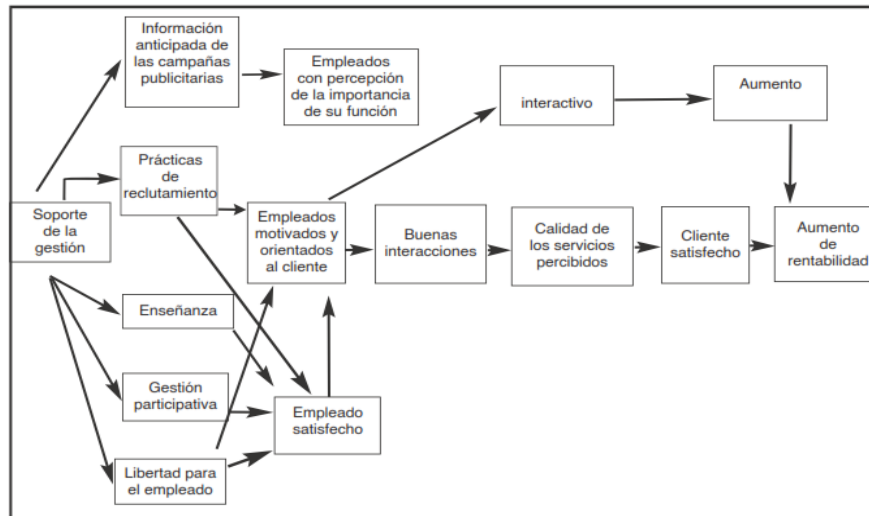 Información
anticipada de
las campañas
publicitarias
Empleados
con percepción
de la importancia
de su función
interactivo
Aumento
Prácticas
de
reclutamiento
Soporte
de la
gestión
Empleados
motivados y
orientados
al cliente
Buenas
interacciones
Calidad de
los servicios
percibidos
Cliente
satisfecho
Aumento
de
rentabilidad
Enseñanza
Gestión
participativa
Empleado
satisfecho
Libertad para
el empleado